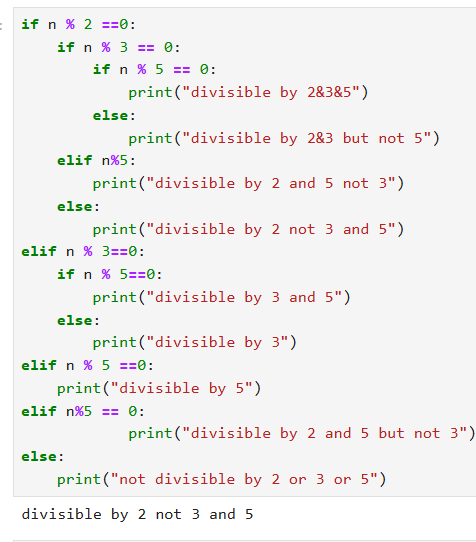 if n % 2 ==0:
    if n % 3 == 0:
        if n % 5 == 0:
            print("divisible by 2&3&5")
        else:
            print("divisible by 2&3 but not 5")
    elif n%5:
        print("divisible by 2 and 5 not 3")
    else:
        print("divisible by 2 not 3 and 5")
elif n % 3==0:
    if n % 5==0:
        print("divisible by 3 and 5")
    else:
        print("divisible by 3")
elif n % 5 ==0:
    print("divisible by 5")
elif n%5 == 0:
            print("divisible by 2 and 5 but not 3")
else:
    print("not divisible by 2 or 3 or 5")
divisible by 2 not 3 and 5